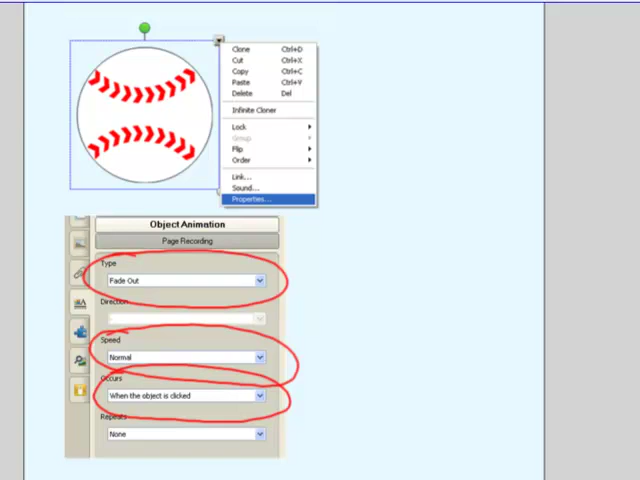 Clone Ctrl+D
Cut Ctrl+X
Copy Ctrl+C
Paste Ctrl+V
Delete Del
Infinite Cloner
Lock
Group
Flip
Order
Link...
Sound...
Properties...
Object Animation
Page Recording
Type
Fade Out
Direction
Speed
Normal
Occurs
When the object is clicked
Repeats
None